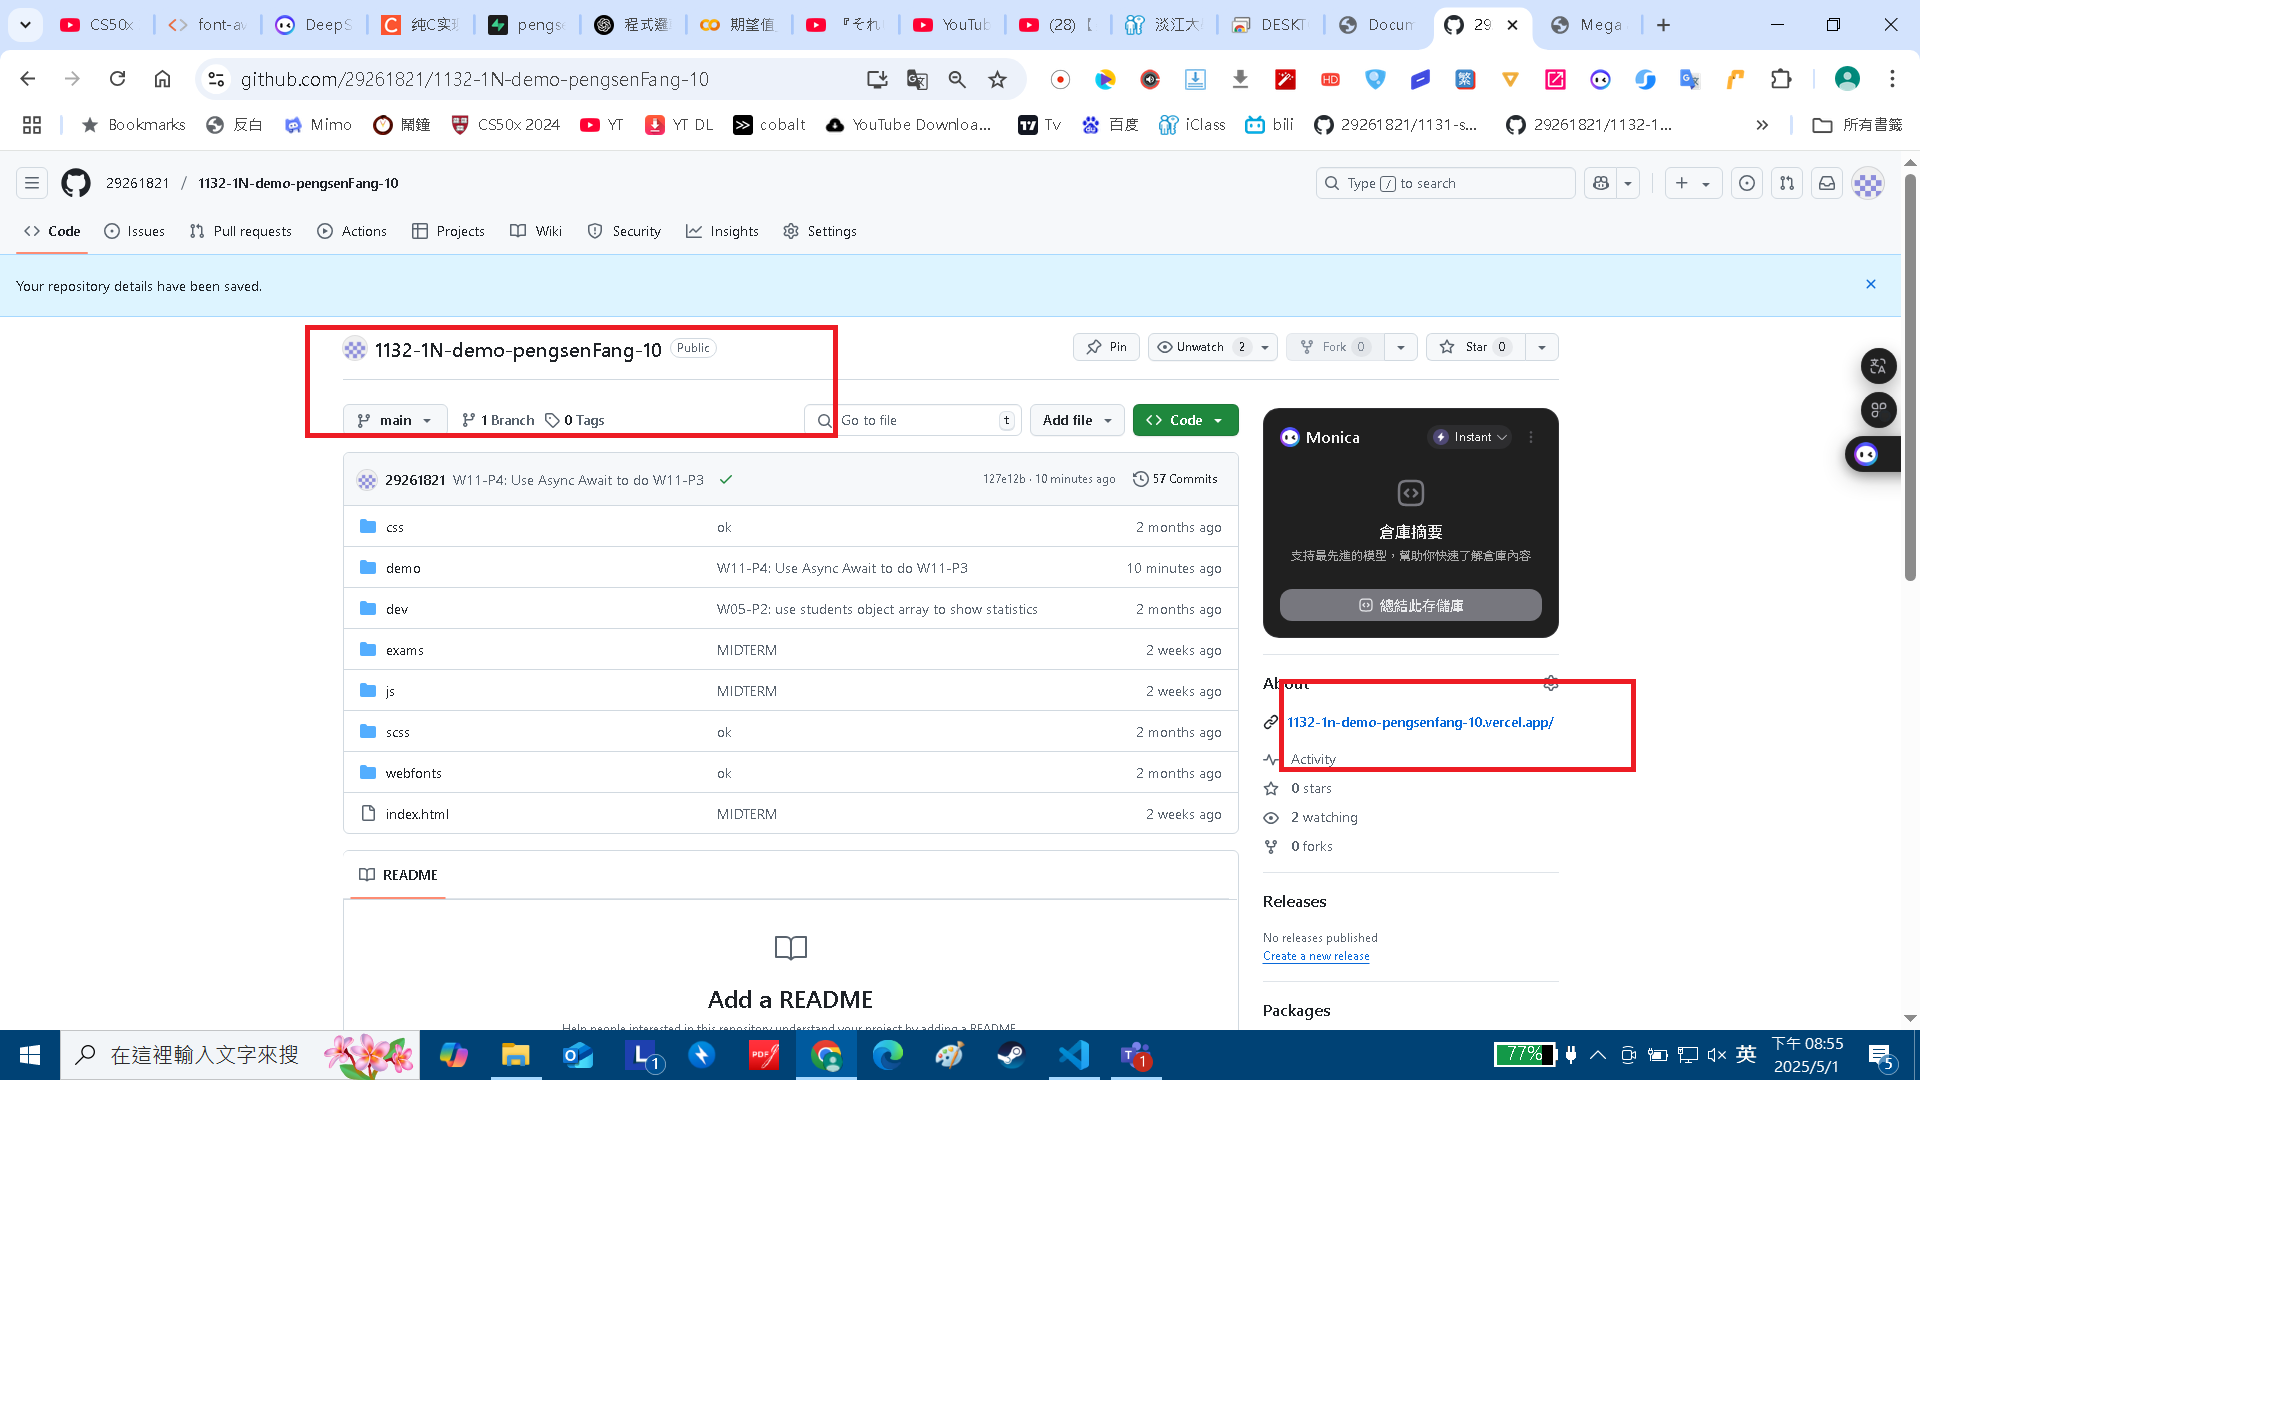 CS50x
font-av
DeepS
纯C实现
pengse
程式邏
期望值_
『それ
YouTub
(28)【
淡江大
DESKT
Docum
29
Mega
github.com/29261821/1132-1N-demo-pengsenFang-10
Bookmarks
反白
Mimo
鬧鐘
CS50x 2024
YT
YT DL
cobalt
YouTube Downloa...
Tv
百度
iClass
bili
29261821/1131-s...
29261821/1132-1...
所有書籤
29261821 / 1132-1N-demo-pengsenFang-10
Type / to search
Code
Issues
Pull requests
Actions
Projects
Wiki
Security
Insights
Settings
Your repository details have been saved.
1132-1N-demo-pengsenFang-10 Public
Pin
Unwatch 2
Fork 0
Star 0
main
1 Branch
0 Tags
Go to file t
Add file
Code
29261821 W11-P4: Use Async Await to do W11-P3
127e12b · 10 minutes ago
57 Commits
css ok 2 months ago
demo W11-P4: Use Async Await to do W11-P3 10 minutes ago
dev W05-P2: use students object array to show statistics 2 months ago
exams MIDTERM 2 weeks ago
js MIDTERM 2 weeks ago
scss ok 2 months ago
webfonts ok 2 months ago
index.html MIDTERM 2 weeks ago
README
Add a README
Help people interested in this repository understand your project by adding a README.
Monica
Instant
倉庫摘要
支持最先進的模型，幫助你快速了解倉庫內容
總結此存儲庫
About
1132-1n-demo-pengsenfang-10.vercel.app/
Activity
0 stars
2 watching
0 forks
Releases
No releases published
Create a new release
Packages
在這裡輸入文字來搜
77%
英
下午 08:55
2025/5/1
5